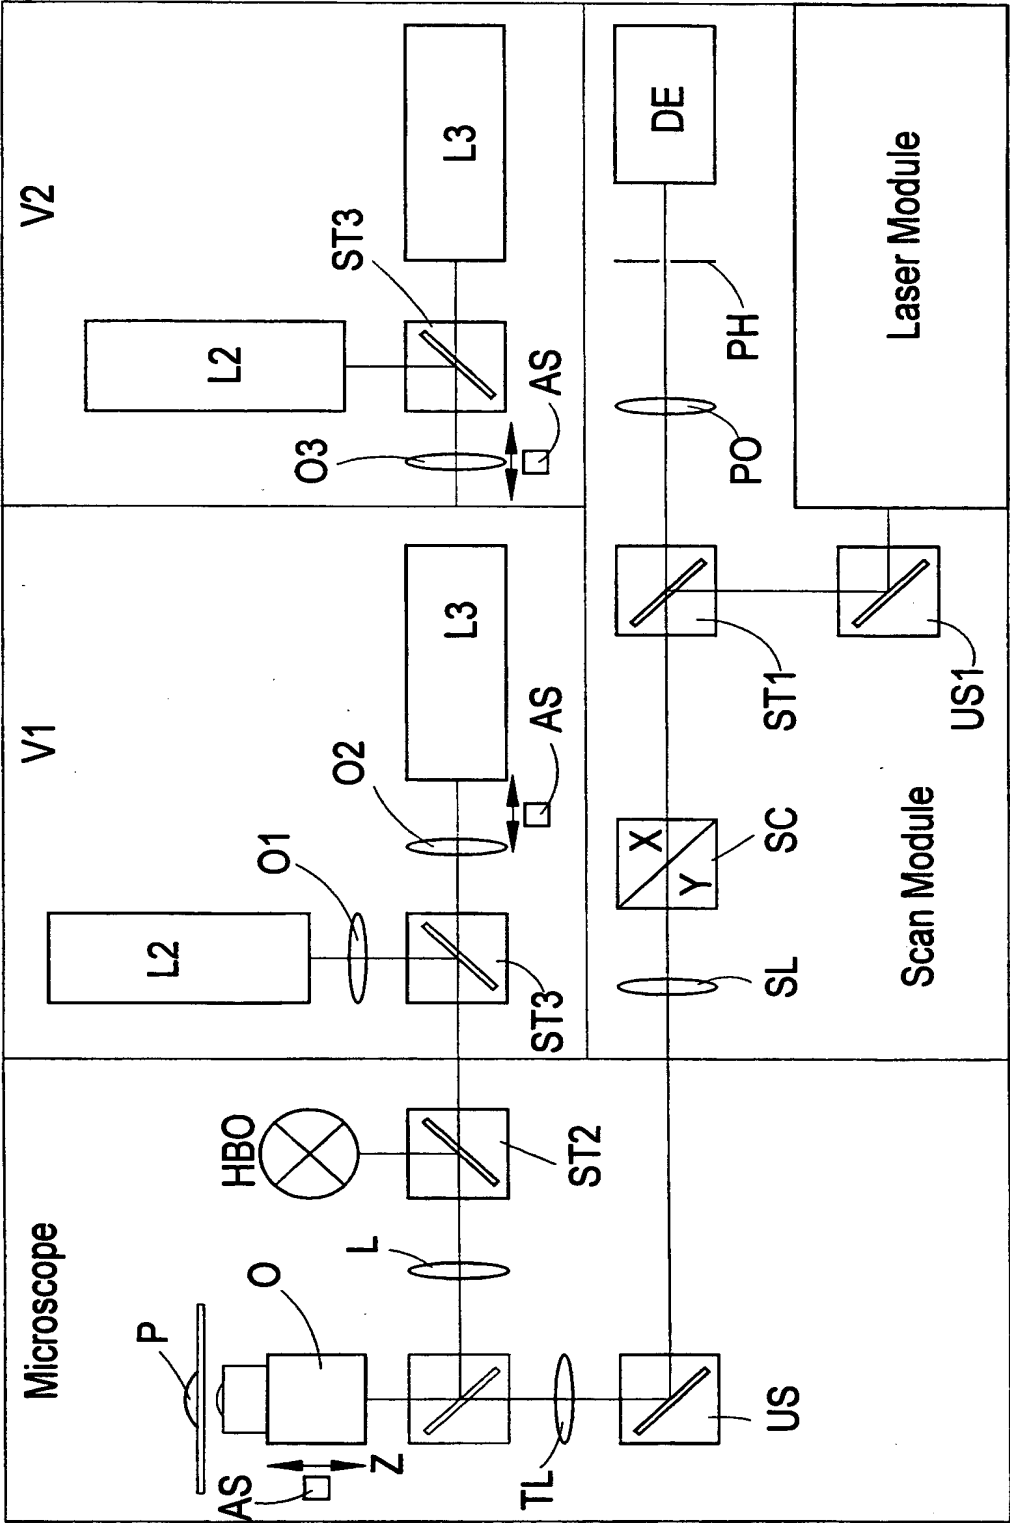 Microscope
P
O
AS
Z
L
HBO
ST2
TL
US
V1
L2
O1
ST3
O2
L3
AS
V2
L2
O3
ST3
L3
AS
Scan Module
SL
SC
X
Y
ST1
US1
PO
PH
DE
Laser Module